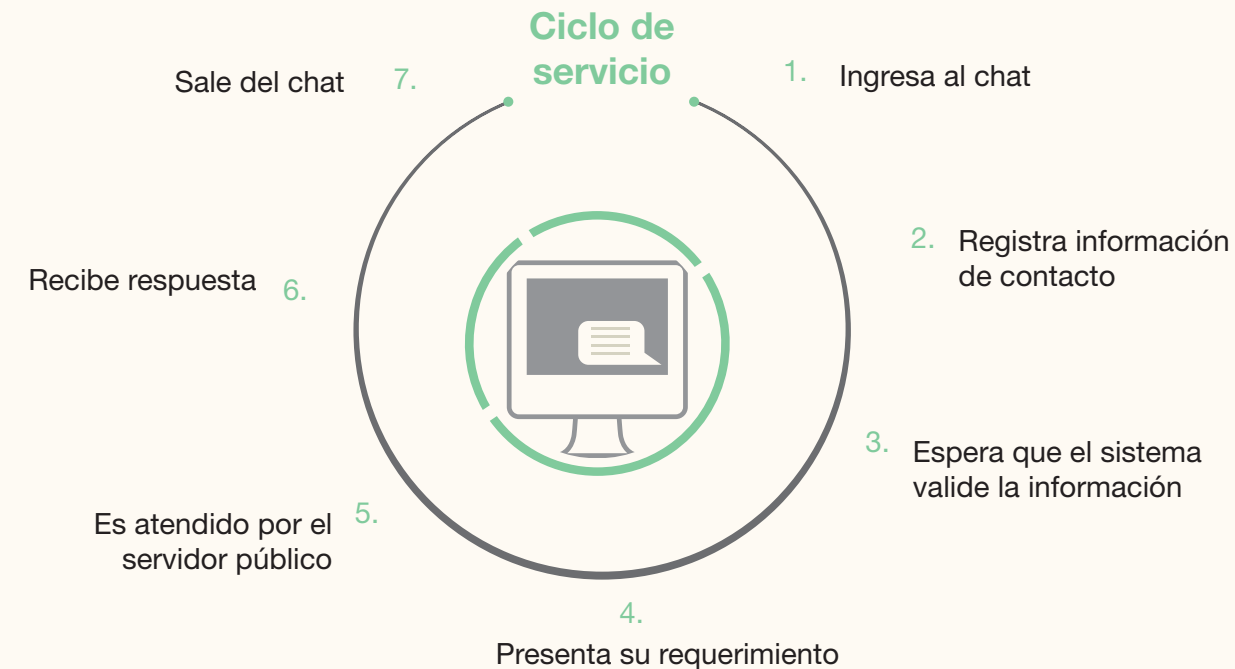 Ciclo de
servicio
1. Ingresa al chat
2. Registra información
de contacto
3. Espera que el sistema
valide la información
4.
Presenta su requerimiento
5. Es atendido por el
servidor público
6. Recibe respuesta
7. Sale del chat